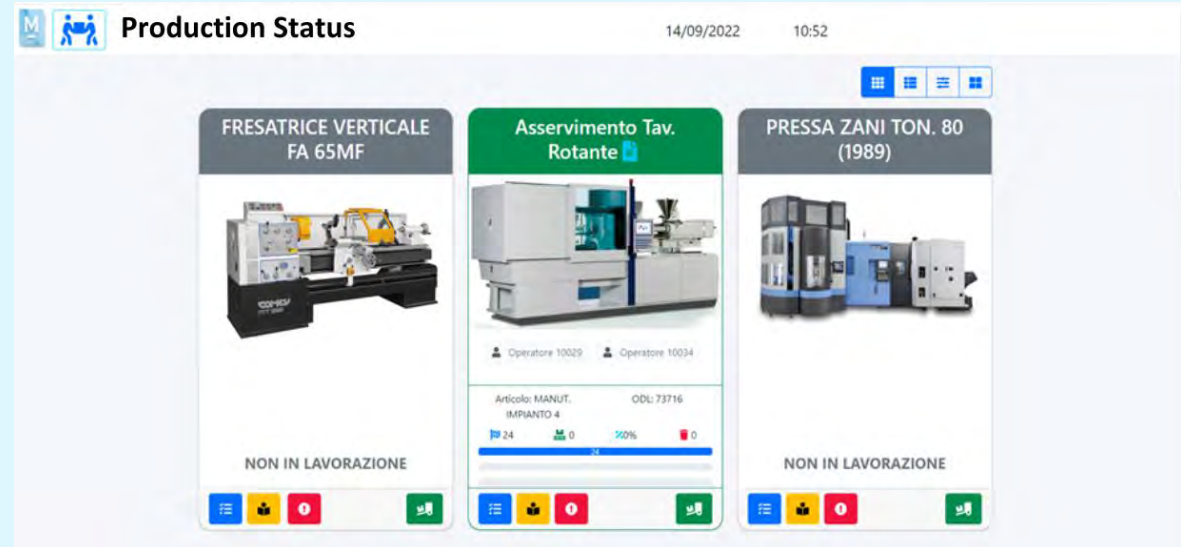 M
Production Status
14/09/2022 10:52
FRESATRICE VERTICALE
FA 65MF
NON IN LAVORAZIONE
Asservimento Tav.
Rotante
Operatore 10029 Operatore 10034
Articolo: MANUT.
IMPIANTO 4
ODL: 73716
24 0 %0% 0
24
PRESSA ZANI TON. 80
(1989)
NON IN LAVORAZIONE